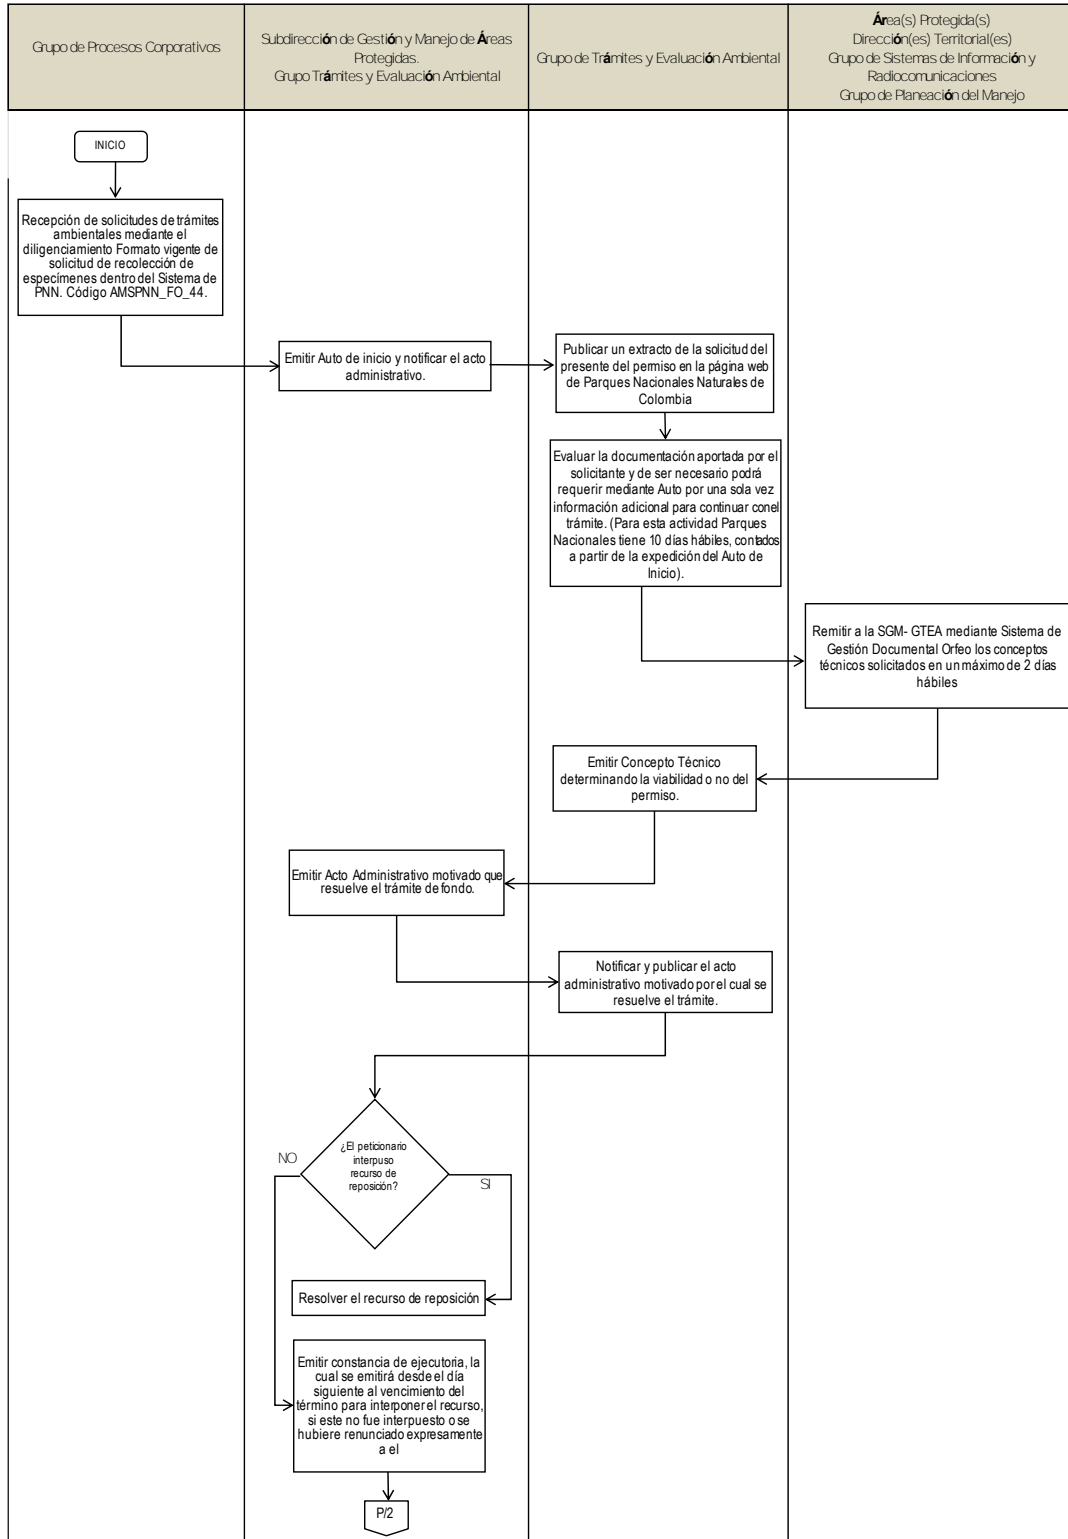 Grupo de Procesos Corporativos
Subdirección de Gestión y Manejo de Áreas
Protegidas.
Grupo Trámites y Evaluación Ambiental
Grupo de Trámites y Evaluación Ambiental
Área(s) Protegida(s)
Dirección(es) Territorial(es)
Grupo de Sistemas de Información y
Radiocomunicaciones
Grupo de Planeación del Manejo
INICIO
Recepción de solicitudes de trámites
ambientales mediante el
diligenciamiento Formato vigente de
solicitud de recolección de
especímenes dentro del Sistema de
PNN. Código AMSPNN_FO_44.
Emitir Auto de inicio y notificar el acto
administrativo.
Publicar un extracto de la solicitud del
presente del permiso en la página web
de Parques Nacionales Naturales de
Colombia
Evaluar la documentación aportada por el
solicitante y de ser necesario podrá
requerir mediante Auto por una sola vez
información adicional para continuar conel
trámite. (Para esta actividad Parques
Nacionales tiene 10 días hábiles, contados
a partir de la expedición del Auto de
Inicio).
Remitir a la SGM- GTEA mediante Sistema de
Gestión Documental Orfeo los conceptos
técnicos solicitados en un máximo de 2 días
hábiles
Emitir Concepto Técnico
determinando la viabilidad o no del
permiso.
Emitir Acto Administrativo motivado que
resuelve el trámite de fondo.
Notificar y publicar el acto
administrativo motivado por el cual se
resuelve el trámite.
¿El peticionario
interpuso
recurso de
reposición?
NO
SI
Resolver el recurso de reposición
Emitir constancia de ejecutoria, la
cual se emitirá desde el día
siguiente al vencimiento del
término para interponer el recurso,
si este no fue interpuesto o se
hubiere renunciado expresamente
a el
P/2